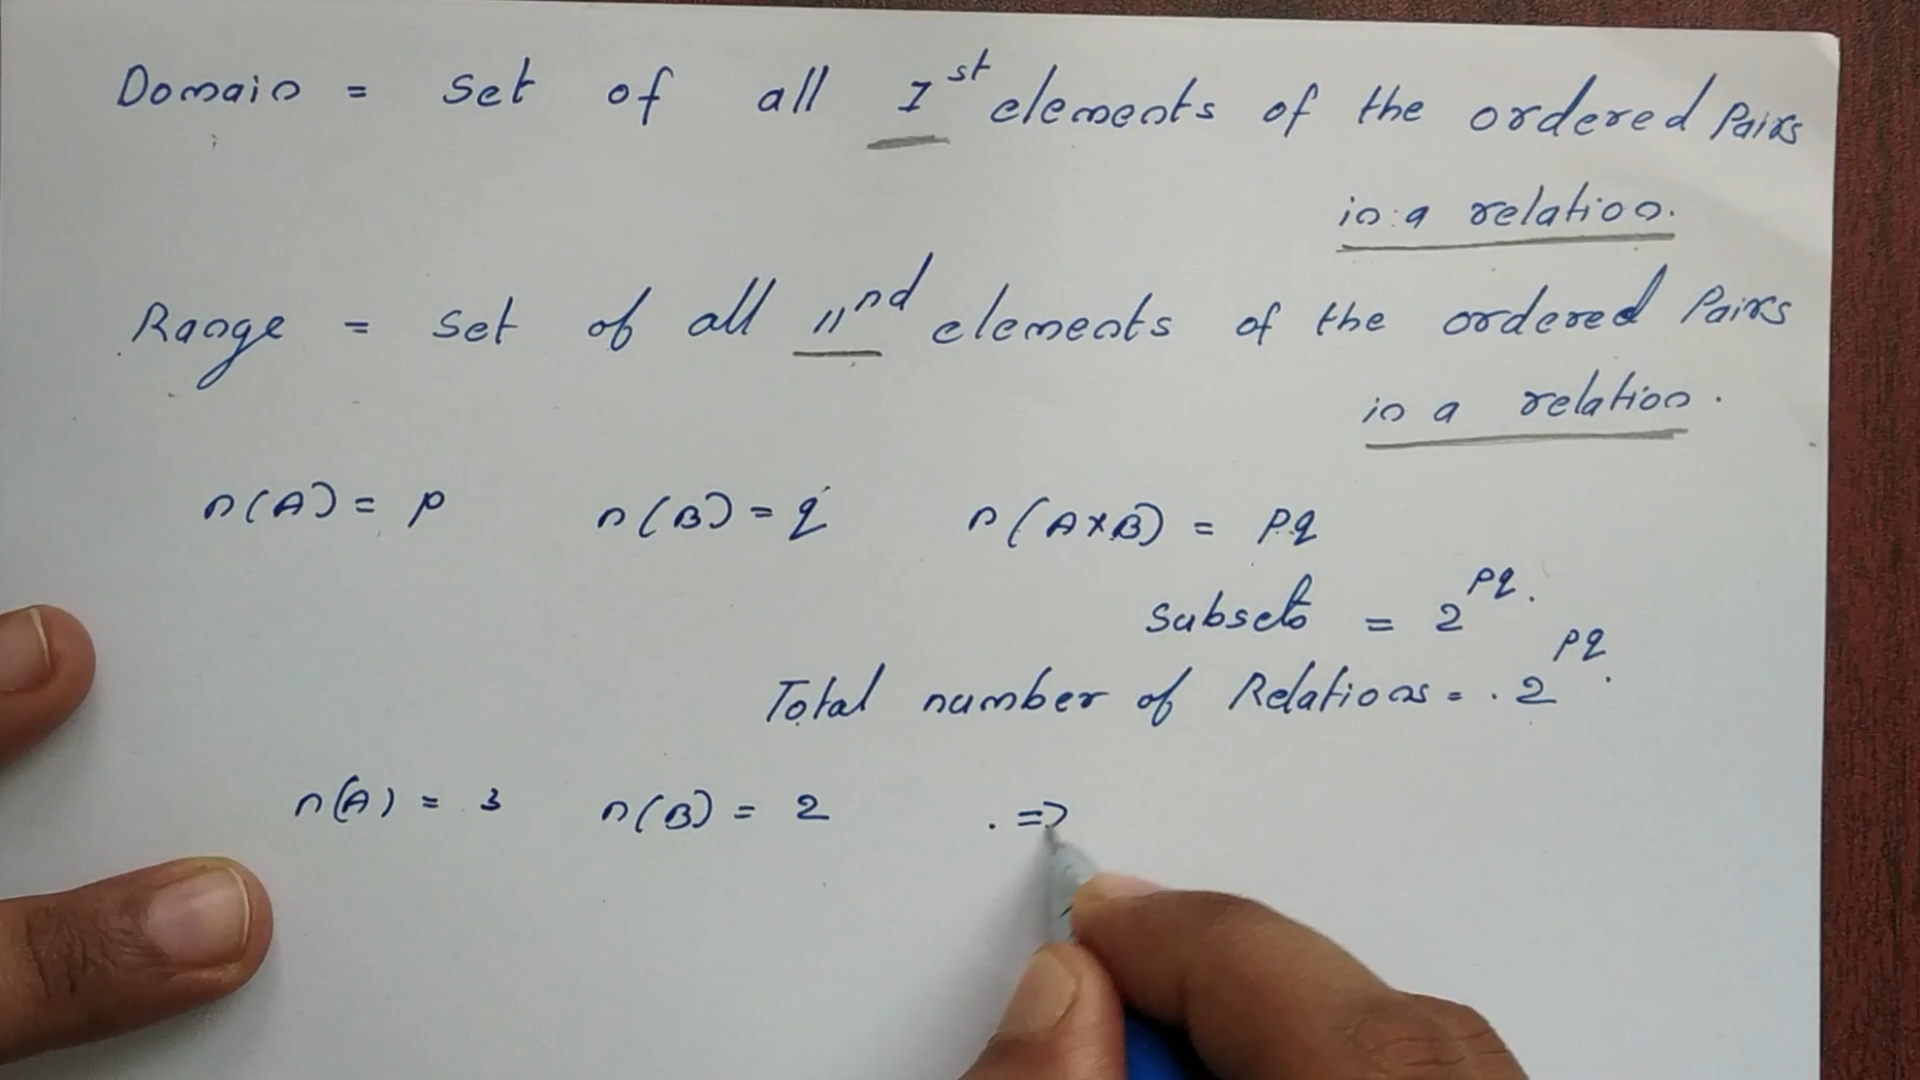 Domain = set of all Ist elements of the ordered Pairs
in a relation.
Range = set of all IInd elements of the ordered Pairs
in a relation.
n(A) = p n(B) = q n(A×B) = pq
Subsets = 2^pq.
Total number of Relations = 2^pq.
n(A) = 3 n(B) = 2 . =>